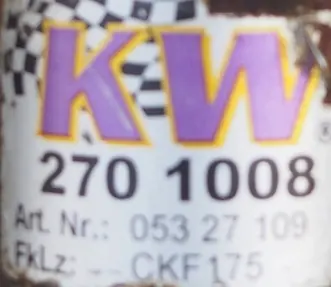 KW®
270 1008
Art. Nr.: 053 27 109
FkLz: -- CKF175